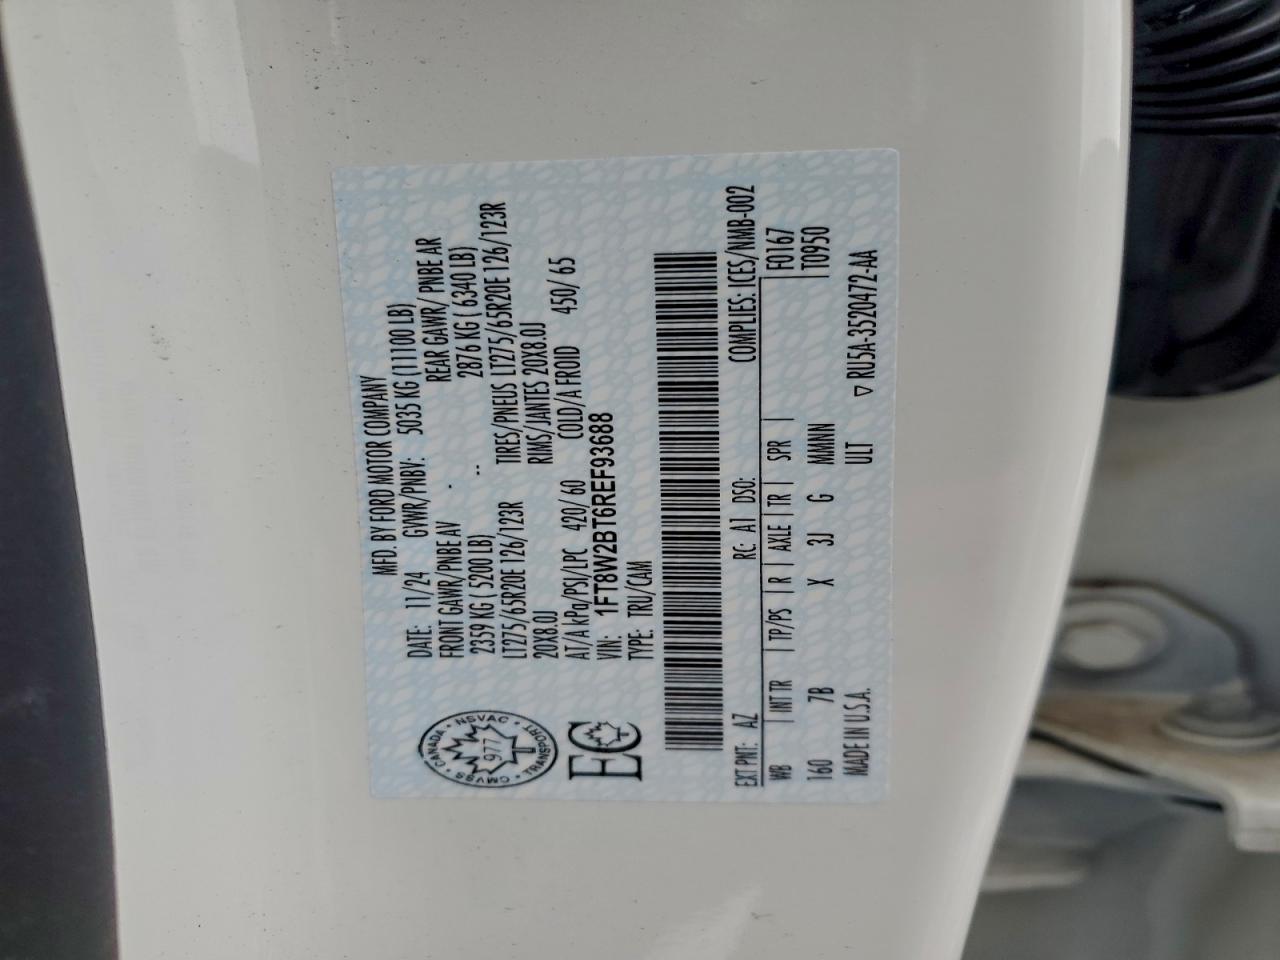 MFD. BY FORD MOTOR COMPANY
DATE: 11/24 GVWR/PNBV: 5035 KG (11100 LB)
FRONT GAWR/PNBE AV REAR GAWR/ PNBE AR
2359 KG ( 5200 LB) 2876 KG ( 6340 LB)
LT275/65R20E 126/123R TIRES/PNEUS LT275/65R20E 126/123R
20X8.0J RIMS/JANTES 20X8.0J
AT/A kPa/PSI/LPC 420/ 60 COLD/A FROID 450/ 65
VIN: 1FT8W2BT6REF93688
TYPE: TRU/CAM
CANADA · NSVAC · TRANSPORT · CMVSS
977
EC
EXT PNT: AZ RC: A1 DSO: COMPLIES: ICES/NMB-002
WB | INT TR | TP/PS | R | AXLE | TR | SPR | F0167
160 7B X 3J G MMNNN T0950
MADE IN U.S.A. ULT ▽ RU5A-3520472-AA